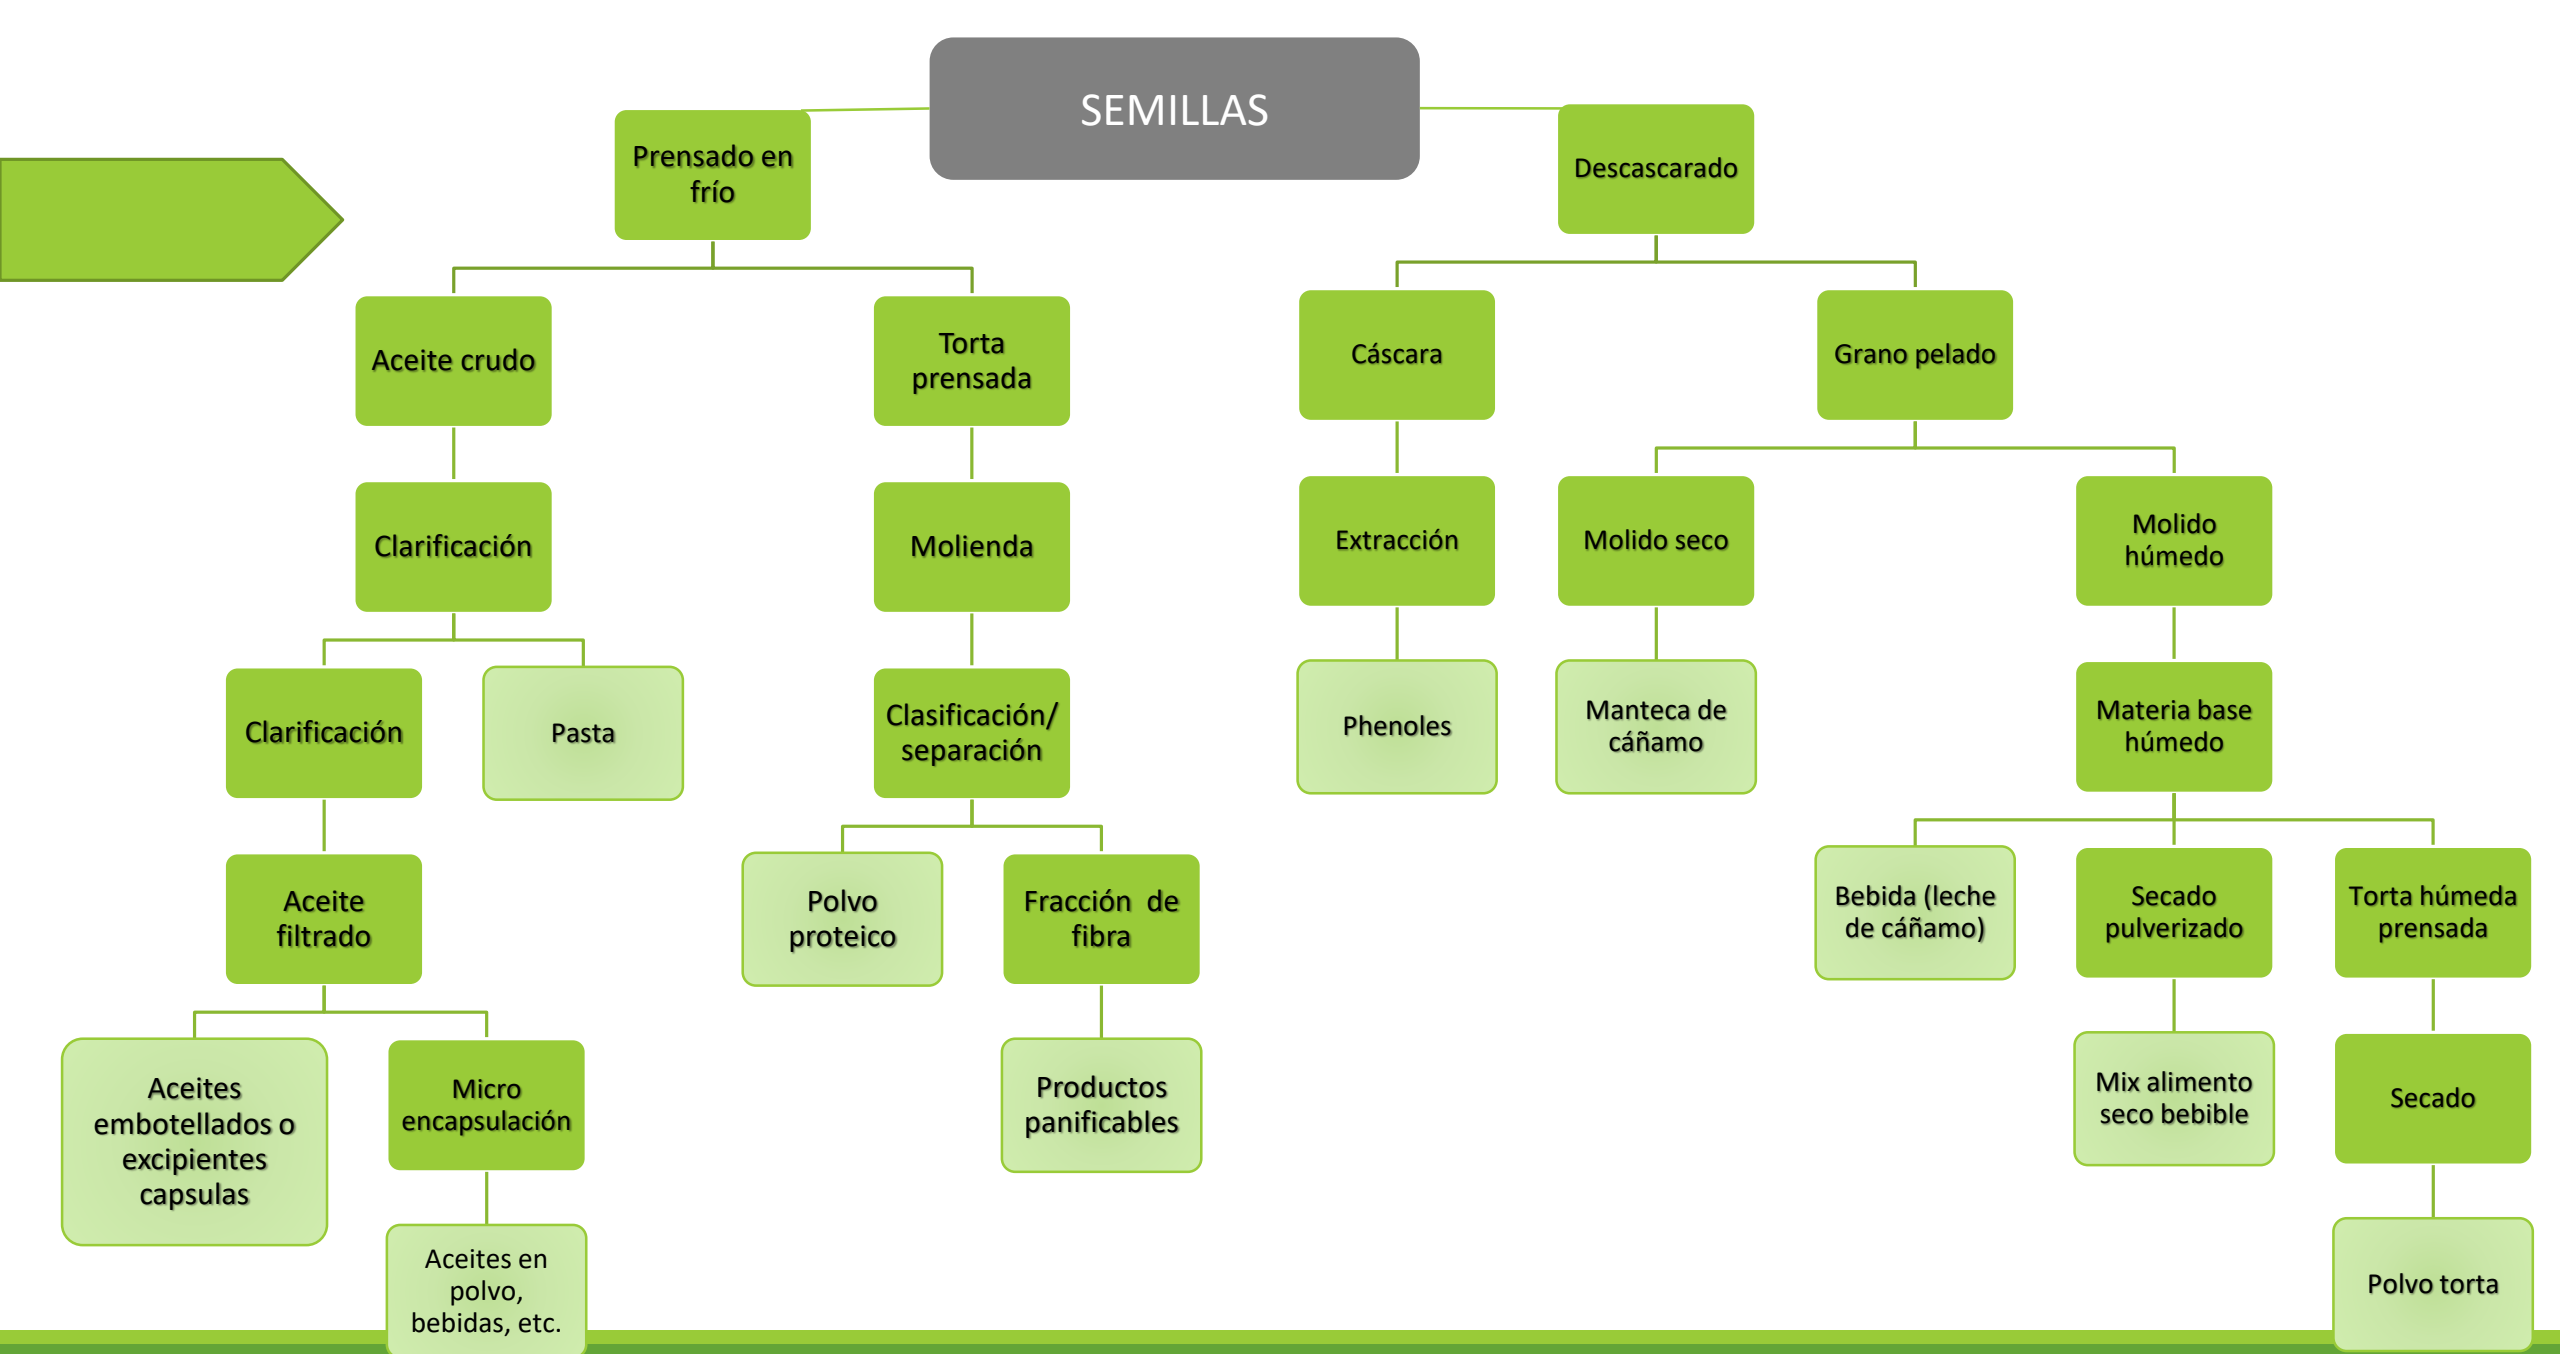 SEMILLAS
Prensado en
frío
Descascarado
Aceite crudo
Torta
prensada
Cáscara
Grano pelado
Clarificación
Molienda
Extracción
Molido seco
Molido
húmedo
Clarificación
Pasta
Clasificación/
separación
Phenoles
Manteca de
cáñamo
Materia base
húmedo
Aceite
filtrado
Polvo
proteico
Fracción  de
fibra
Bebida (leche
de cáñamo)
Secado
pulverizado
Torta húmeda
prensada
Aceites
embotellados o
excipientes
capsulas
Micro
encapsulación
Productos
panificables
Mix alimento
seco bebible
Secado
Aceites en
polvo,
bebidas, etc.
Polvo torta